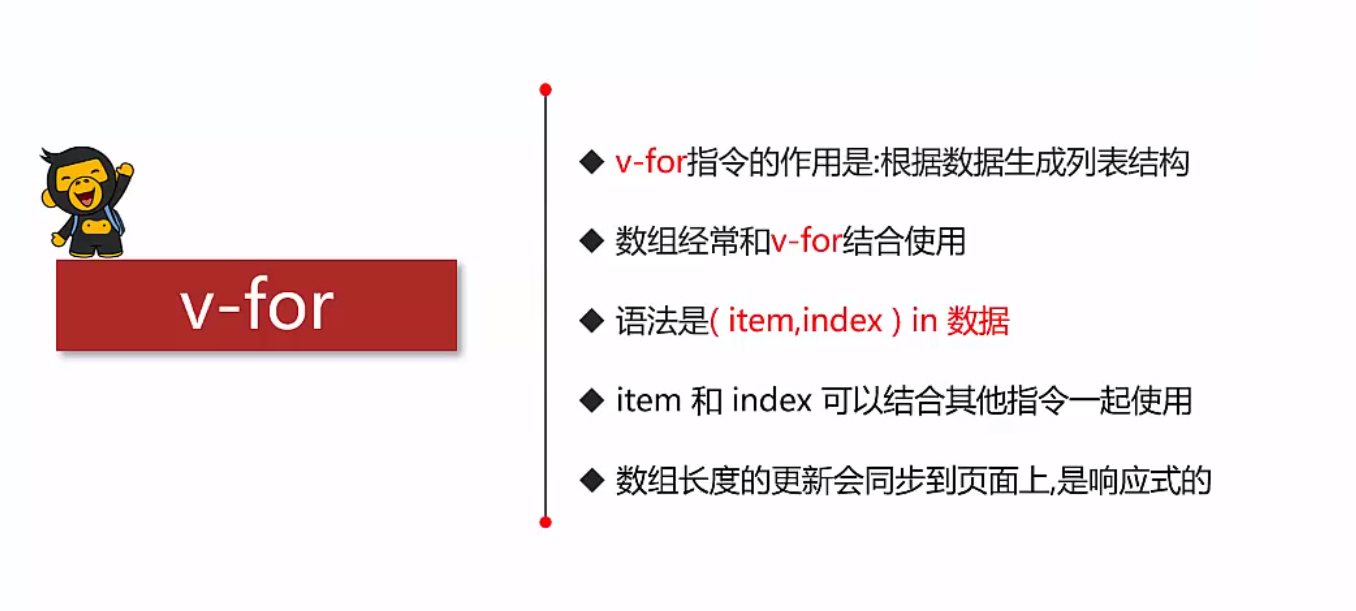 v-for
◆ v-for指令的作用是:根据数据生成列表结构
◆ 数组经常和v-for结合使用
◆ 语法是( item,index ) in 数据
◆ item 和 index 可以结合其他指令一起使用
◆ 数组长度的更新会同步到页面上,是响应式的